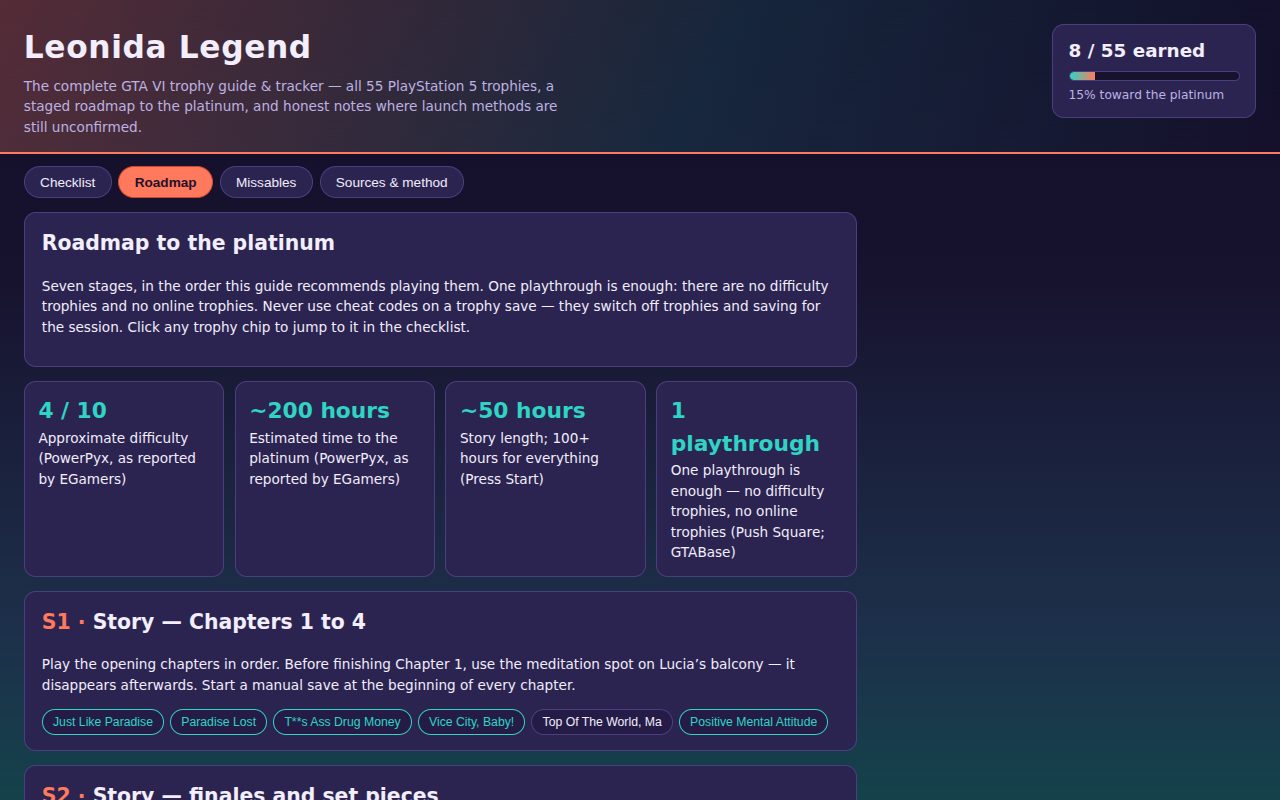 Leonida Legend
The complete GTA VI trophy guide & tracker — all 55 PlayStation 5 trophies, a
staged roadmap to the platinum, and honest notes where launch methods are
still unconfirmed.
8 / 55 earned
15% toward the platinum
Checklist
Roadmap
Missables
Sources & method
Roadmap to the platinum
Seven stages, in the order this guide recommends playing them. One playthrough is enough: there are no difficulty
trophies and no online trophies. Never use cheat codes on a trophy save — they switch off trophies and saving for
the session. Click any trophy chip to jump to it in the checklist.
4 / 10
Approximate difficulty
(PowerPyx, as reported
by EGamers)
~200 hours
Estimated time to the
platinum (PowerPyx, as
reported by EGamers)
~50 hours
Story length; 100+
hours for everything
(Press Start)
1
playthrough
One playthrough is
enough — no difficulty
trophies, no online
trophies (Push Square;
GTABase)
S1 · Story — Chapters 1 to 4
Play the opening chapters in order. Before finishing Chapter 1, use the meditation spot on Lucia’s balcony — it
disappears afterwards. Start a manual save at the beginning of every chapter.
Just Like Paradise
Paradise Lost
T**s Ass Drug Money
Vice City, Baby!
Top Of The World, Ma
Positive Mental Attitude
S2 · Story — finales and set pieces